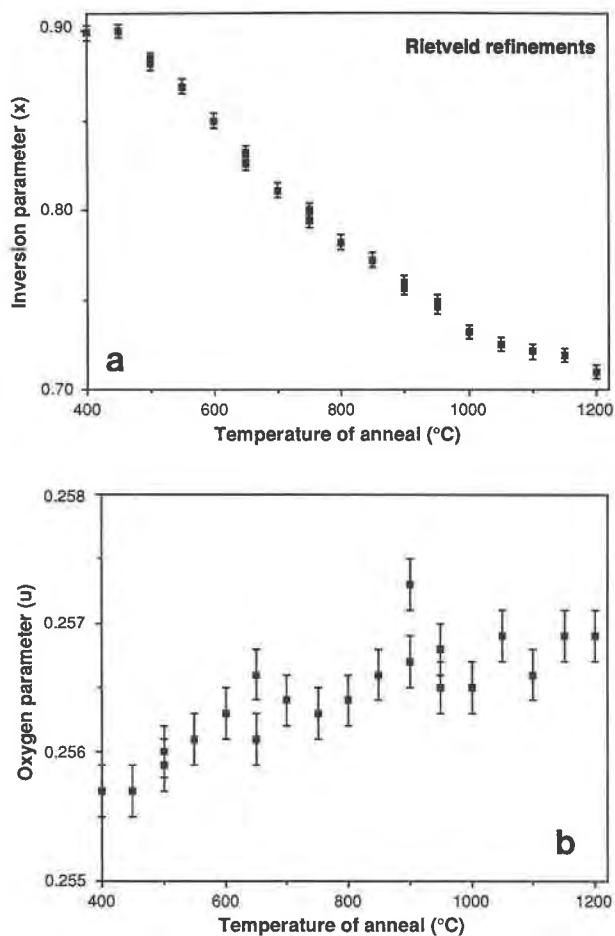 0.90
Rietveld refinements
Inversion parameter (x)
0.80
0.70
a
400 600 800 1000 1200
Temperature of anneal (°C)
0.258
Oxygen parameter (u)
0.257
0.256
0.255
b
400 600 800 1000 1200
Temperature of anneal (°C)